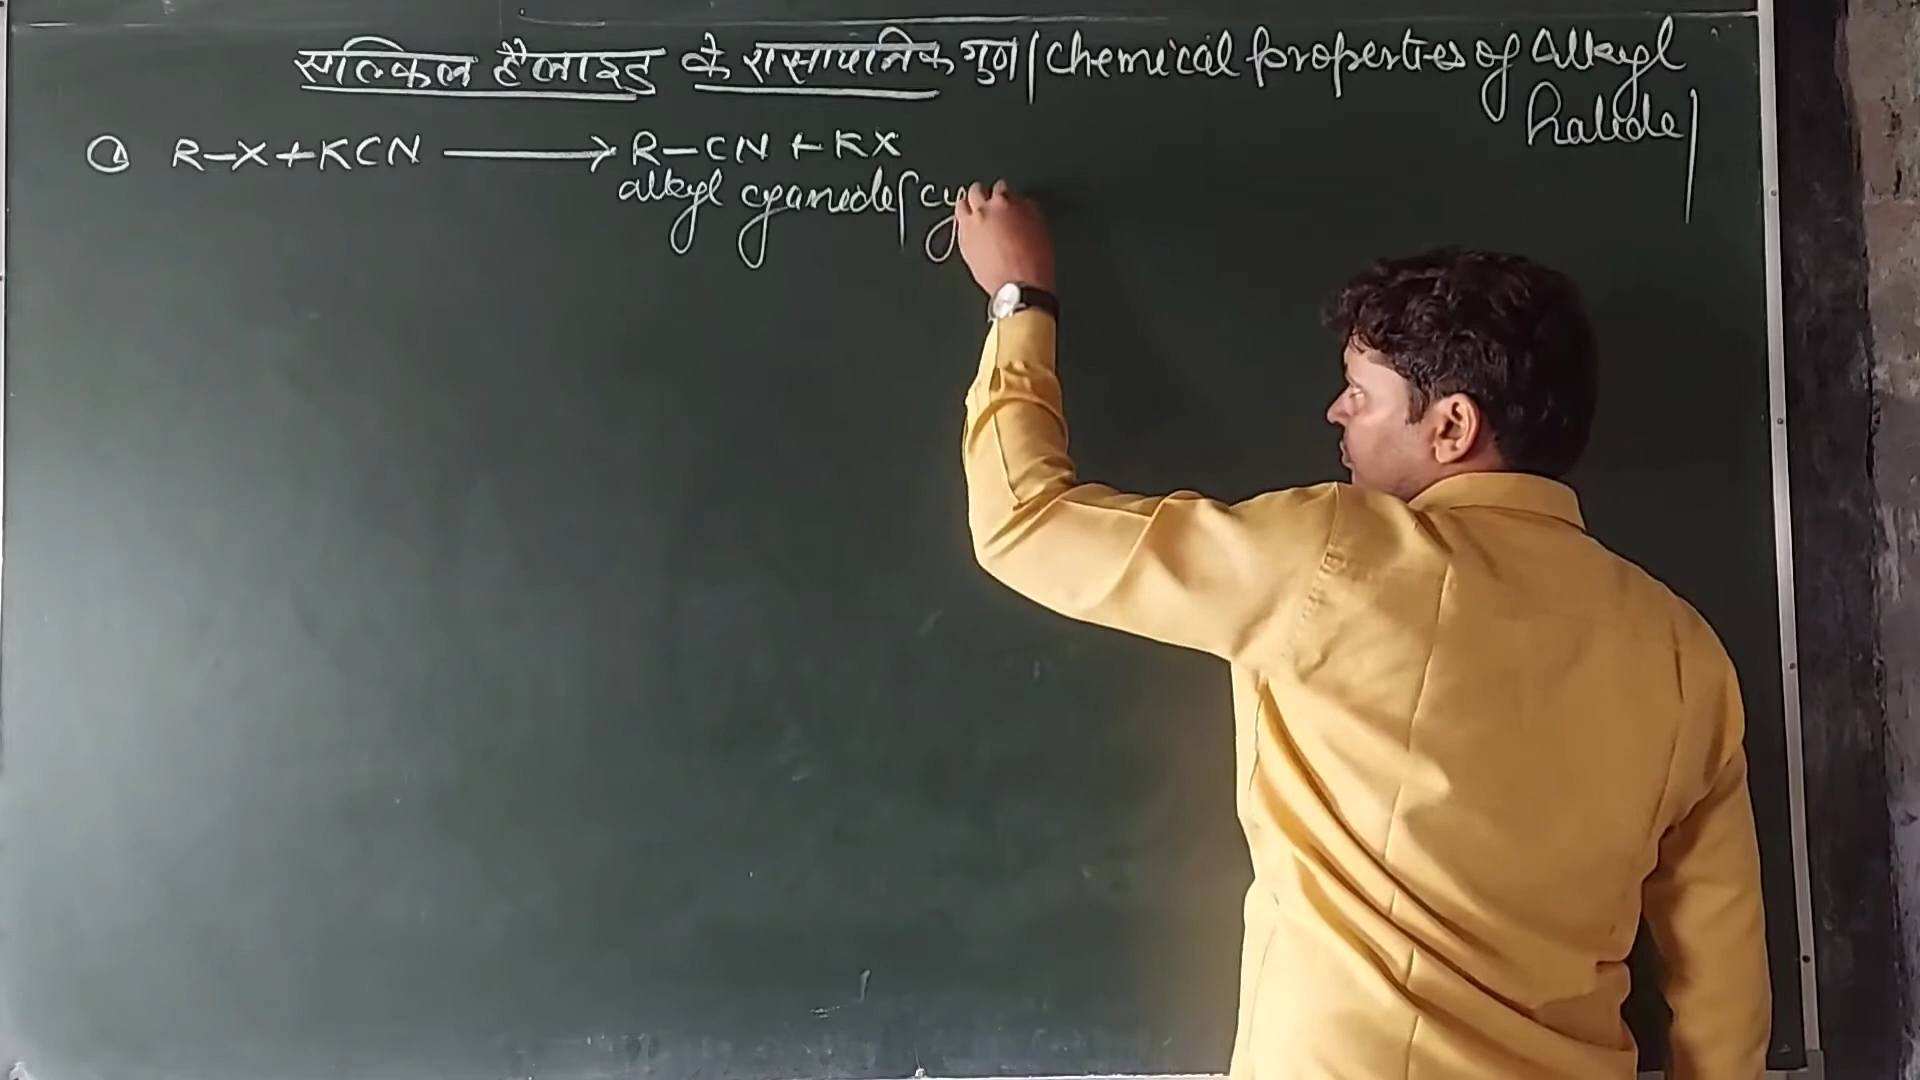 एल्किल हैलाइड के रासायनिक गुण / Chemical properties of Alkyl
halide /
① R-X + KCN ⟶ R-CN + KX
alkyl cyanide ( cy